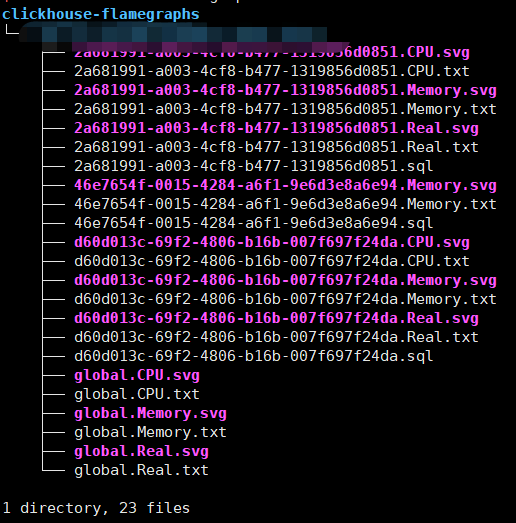 clickhouse-flamegraphs
└──
├── 2a681991-a003-4cf8-b477-1319856d0851.CPU.svg
├── 2a681991-a003-4cf8-b477-1319856d0851.CPU.txt
├── 2a681991-a003-4cf8-b477-1319856d0851.Memory.svg
├── 2a681991-a003-4cf8-b477-1319856d0851.Memory.txt
├── 2a681991-a003-4cf8-b477-1319856d0851.Real.svg
├── 2a681991-a003-4cf8-b477-1319856d0851.Real.txt
├── 2a681991-a003-4cf8-b477-1319856d0851.sql
├── 46e7654f-0015-4284-a6f1-9e6d3e8a6e94.Memory.svg
├── 46e7654f-0015-4284-a6f1-9e6d3e8a6e94.Memory.txt
├── 46e7654f-0015-4284-a6f1-9e6d3e8a6e94.sql
├── d60d013c-69f2-4806-b16b-007f697f24da.CPU.svg
├── d60d013c-69f2-4806-b16b-007f697f24da.CPU.txt
├── d60d013c-69f2-4806-b16b-007f697f24da.Memory.svg
├── d60d013c-69f2-4806-b16b-007f697f24da.Memory.txt
├── d60d013c-69f2-4806-b16b-007f697f24da.Real.svg
├── d60d013c-69f2-4806-b16b-007f697f24da.Real.txt
├── d60d013c-69f2-4806-b16b-007f697f24da.sql
├── global.CPU.svg
├── global.CPU.txt
├── global.Memory.svg
├── global.Memory.txt
├── global.Real.svg
└── global.Real.txt
1 directory, 23 files